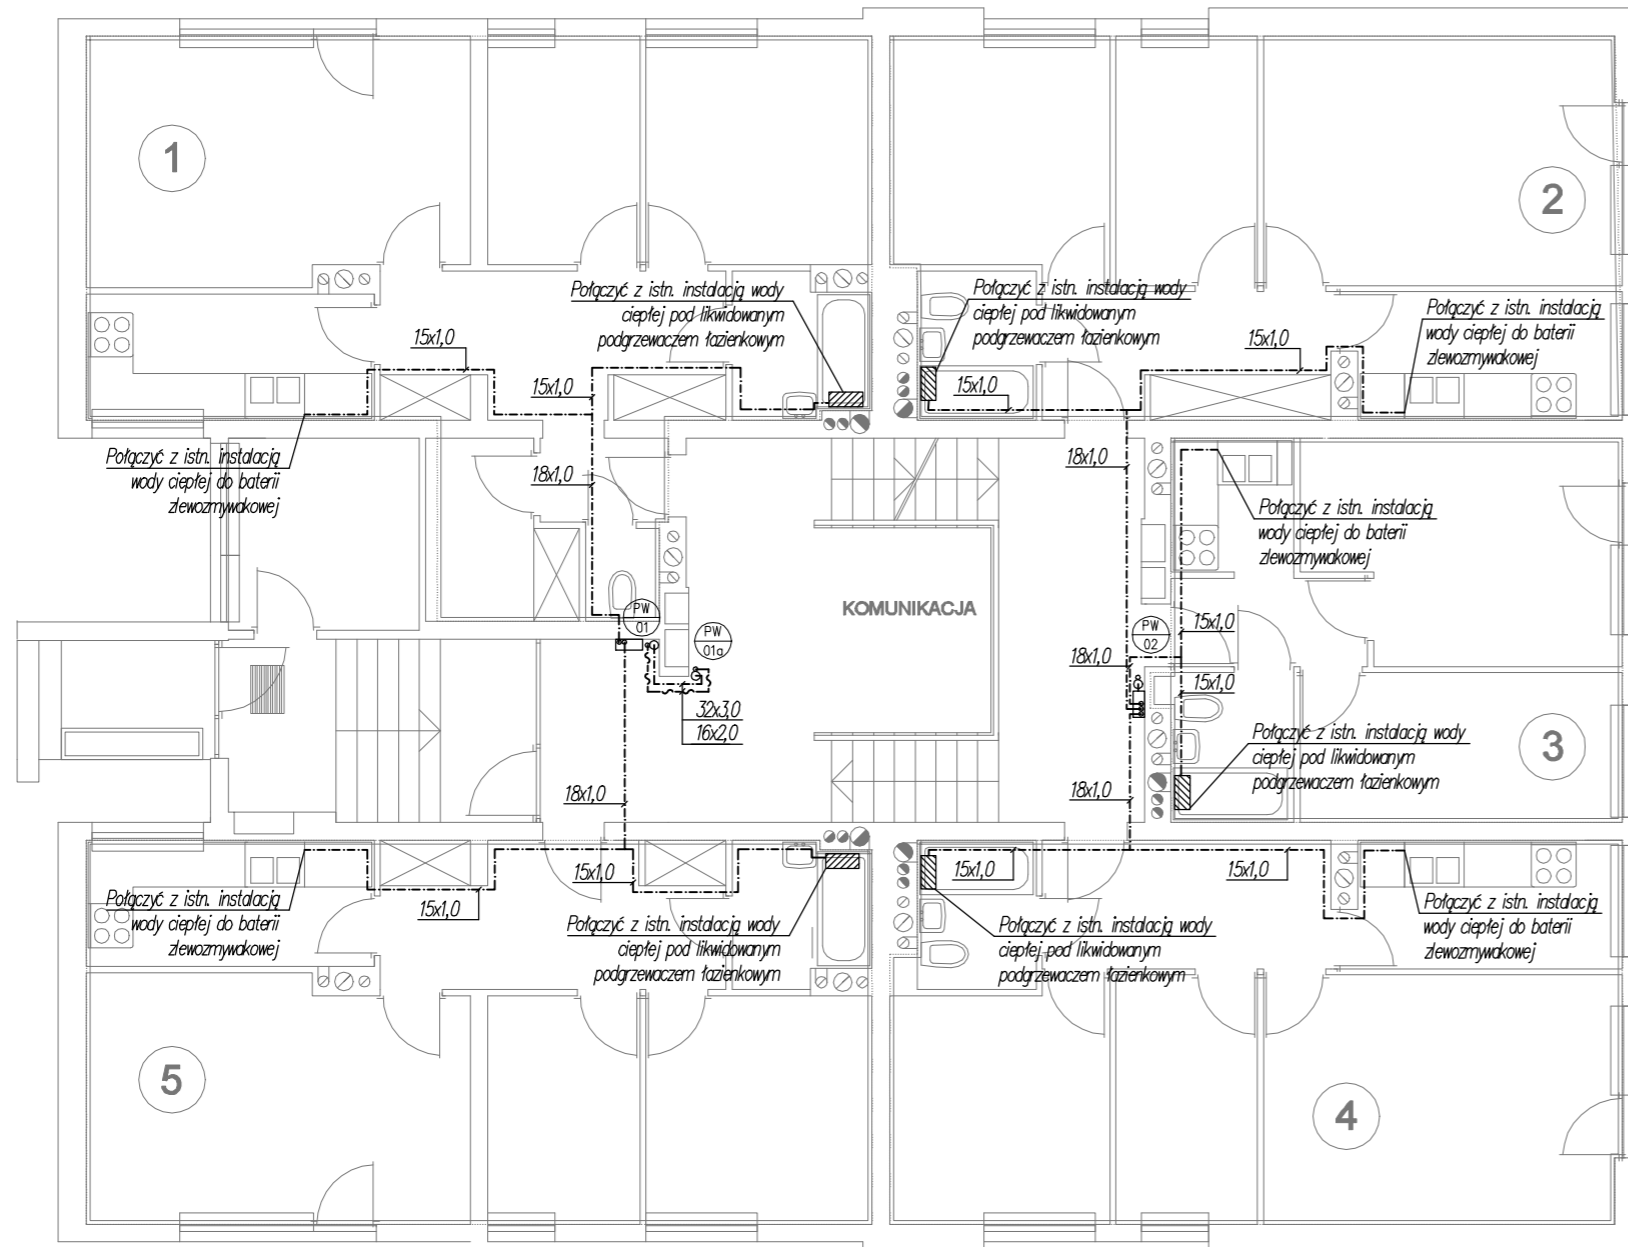 1
2
Połączyć z istn. instalacją wody
ciepłej pod likwidowanym
podgrzewaczem łazienkowym
Połączyć z istn. instalacją wody
ciepłej pod likwidowanym
podgrzewaczem łazienkowym
Połączyć z istn. instalacją
wody ciepłej do baterii
zlewozmywakowej
15x1,0
15x1,0
15x1,0
15x1,0
Połączyć z istn. instalacją
wody ciepłej do baterii
zlewozmywakowej
18x1,0
18x1,0
Połączyć z istn. instalacją
wody ciepłej do baterii
zlewozmywakowej
KOMUNIKACJA
PW
01
PW
01a
PW
02
15x1,0
18x1,0
15x1,0
32x3,0
16x2,0
Połączyć z istn. instalacją wody
ciepłej pod likwidowanym
podgrzewaczem łazienkowym
3
18x1,0
18x1,0
15x1,0
15x1,0
15x1,0
15x1,0
Połączyć z istn. instalacją
wody ciepłej do baterii
zlewozmywakowej
Połączyć z istn. instalacją wody
ciepłej pod likwidowanym
podgrzewaczem łazienkowym
Połączyć z istn. instalacją wody
ciepłej pod likwidowanym
podgrzewaczem łazienkowym
Połączyć z istn. instalacją
wody ciepłej do baterii
zlewozmywakowej
5
4